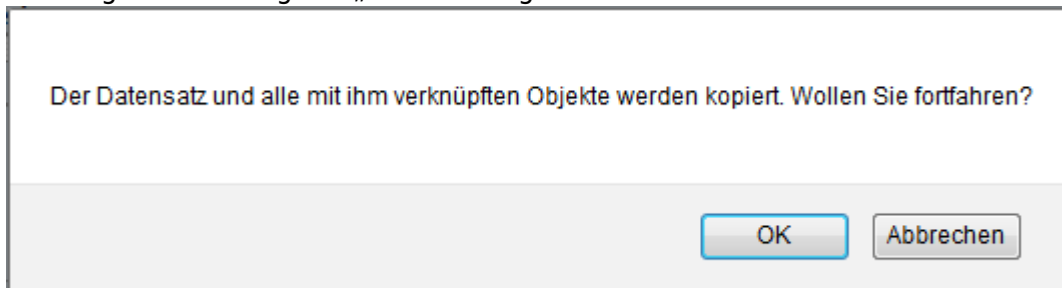 Der Datensatz und alle mit ihm verknüpften Objekte werden kopiert. Wollen Sie fortfahren?
OK
Abbrechen